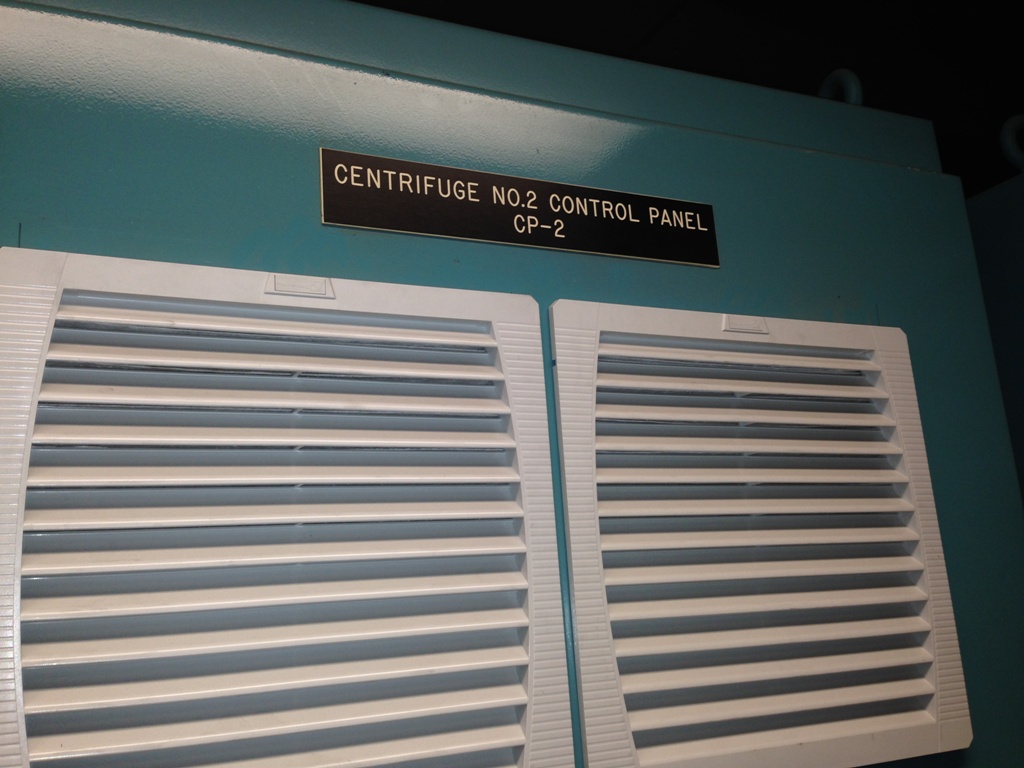 CENTRIFUGE NO.2 CONTROL PANEL
CP-2